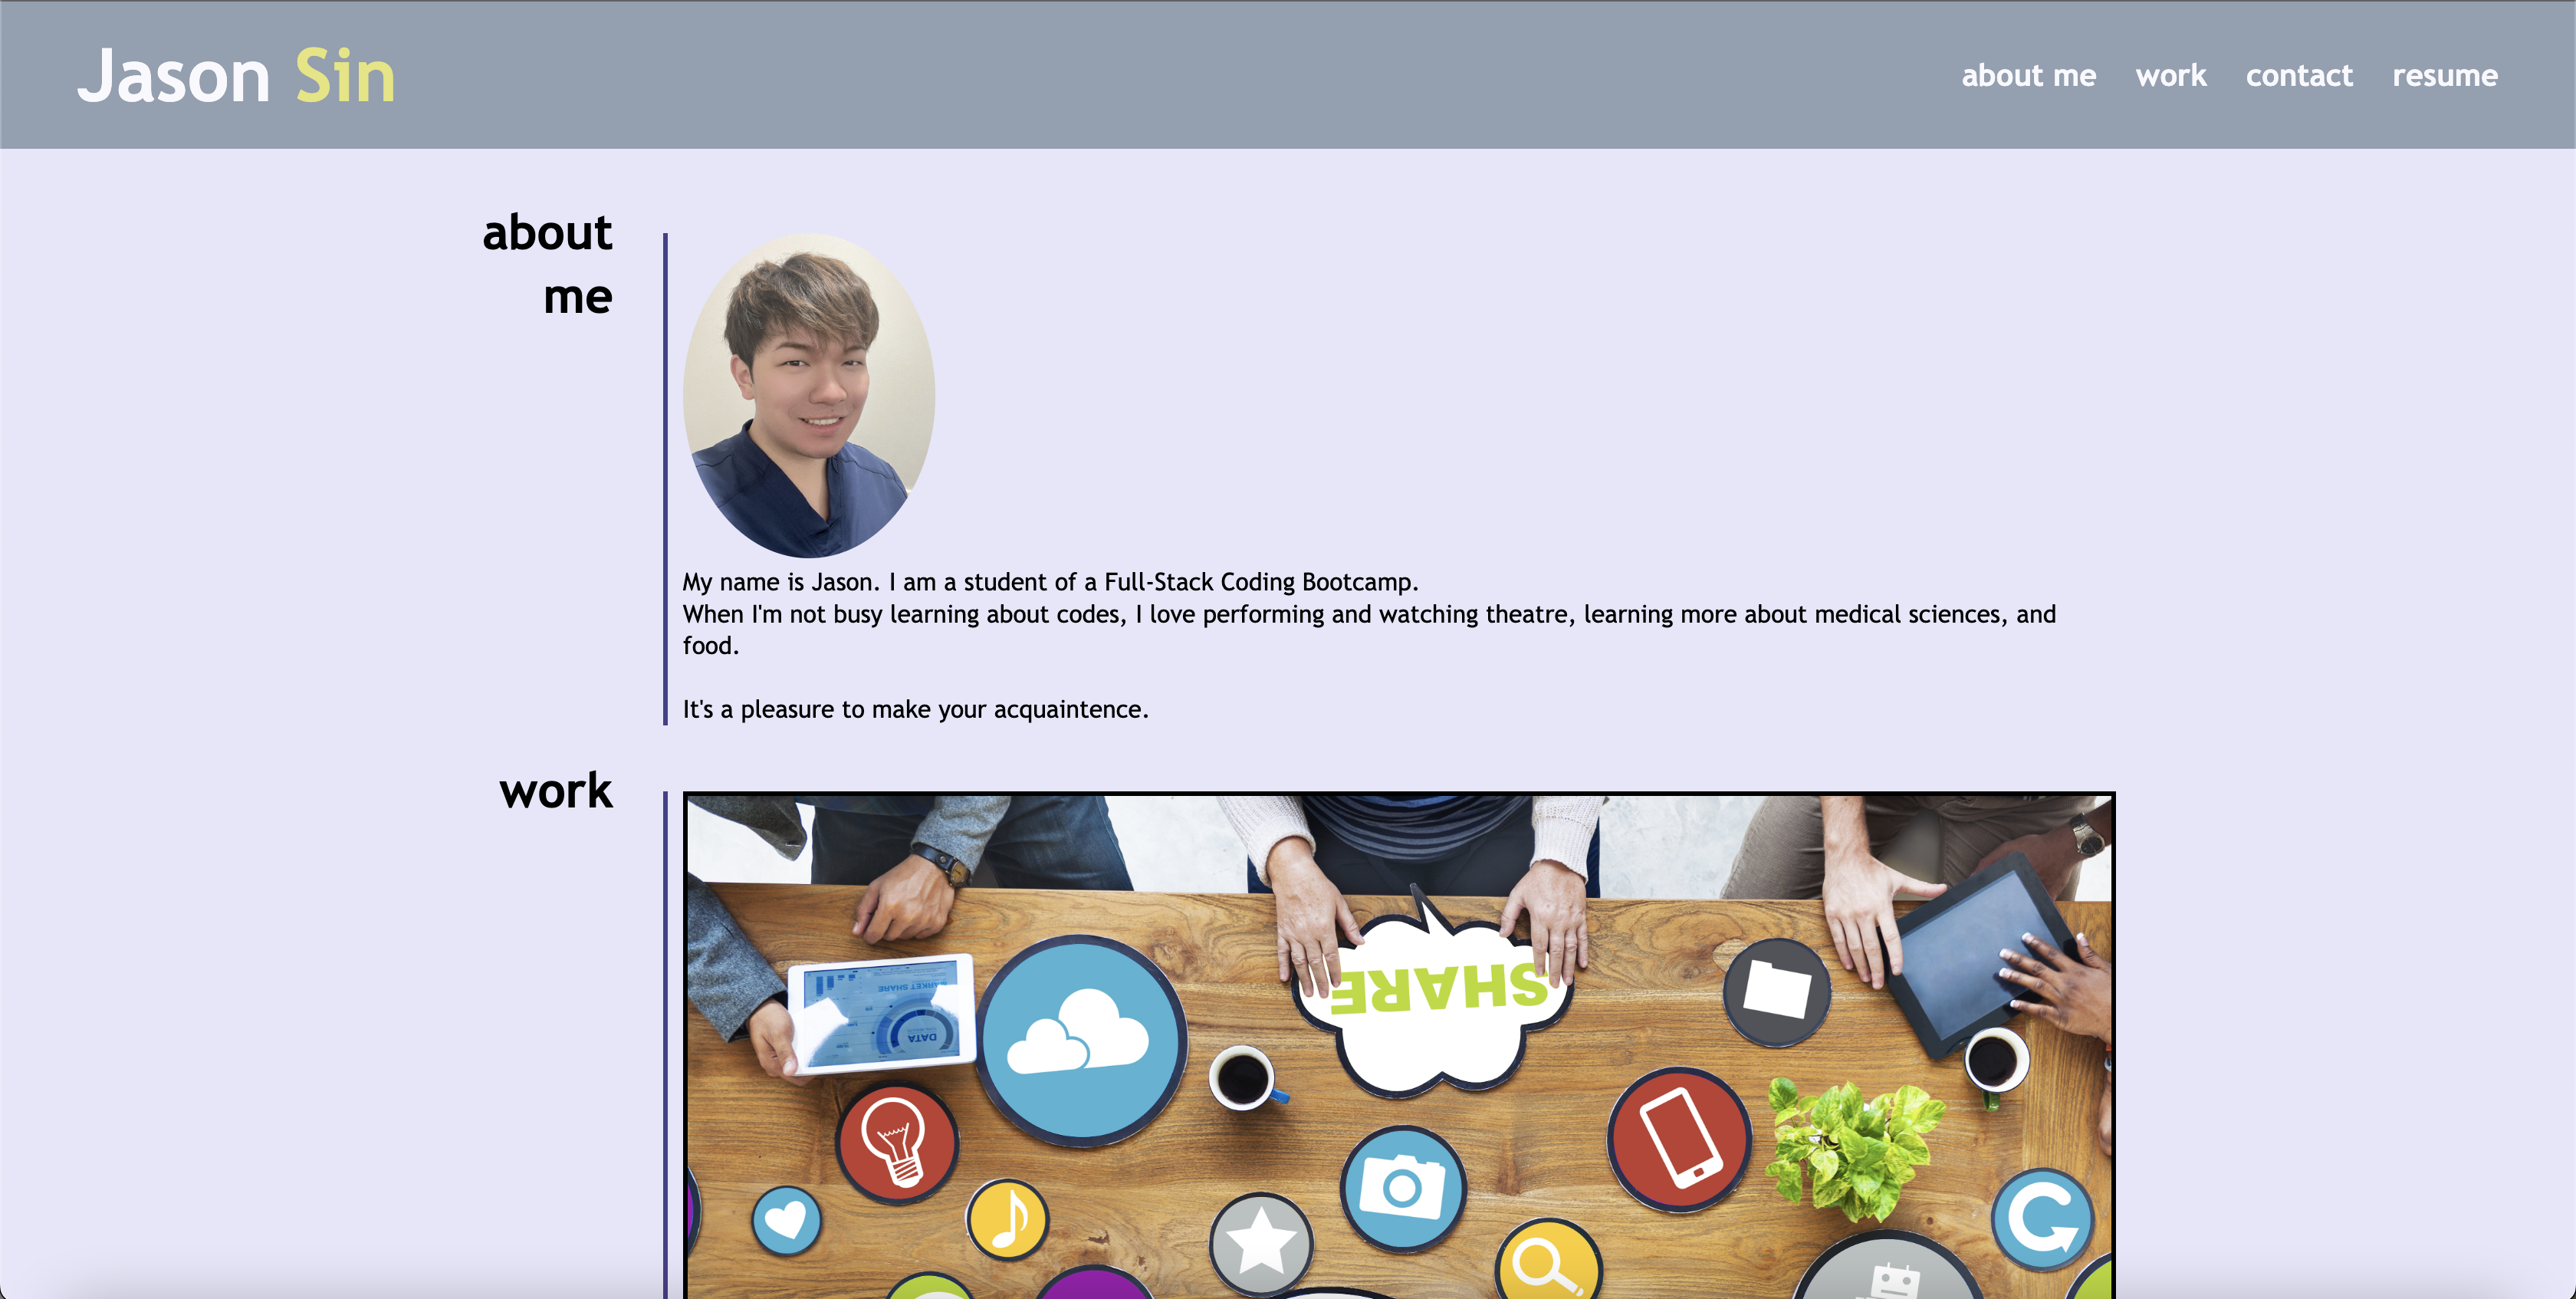 Jason Sin
about me work contact resume
about
me
My name is Jason. I am a student of a Full-Stack Coding Bootcamp.
When I'm not busy learning about codes, I love performing and watching theatre, learning more about medical sciences, and
food.
It's a pleasure to make your acquaintence.
work
SHARE
MARKET SHARE
DATA